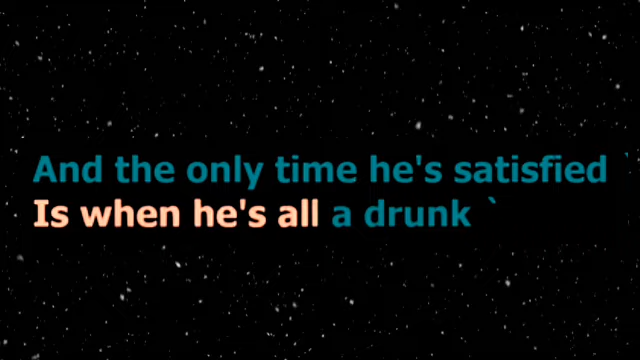 And the only time he's satisfied `
Is when he's all a drunk `